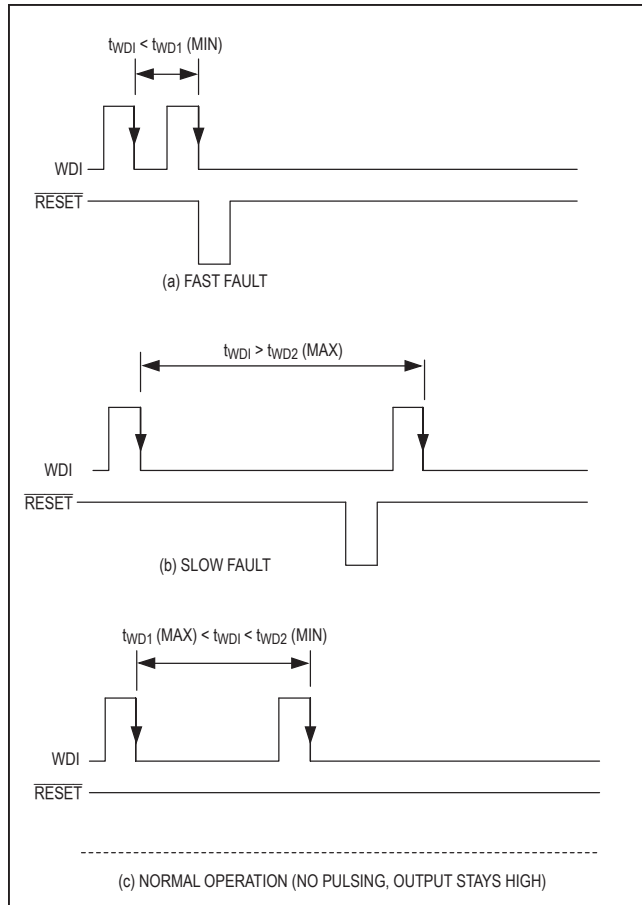 tWDI < tWD1 (MIN)
WDI
RESET
(a) FAST FAULT
tWDI > tWD2 (MAX)
WDI
RESET
(b) SLOW FAULT
tWD1 (MAX) < tWDI < tWD2 (MIN)
WDI
RESET
(c) NORMAL OPERATION (NO PULSING, OUTPUT STAYS HIGH)